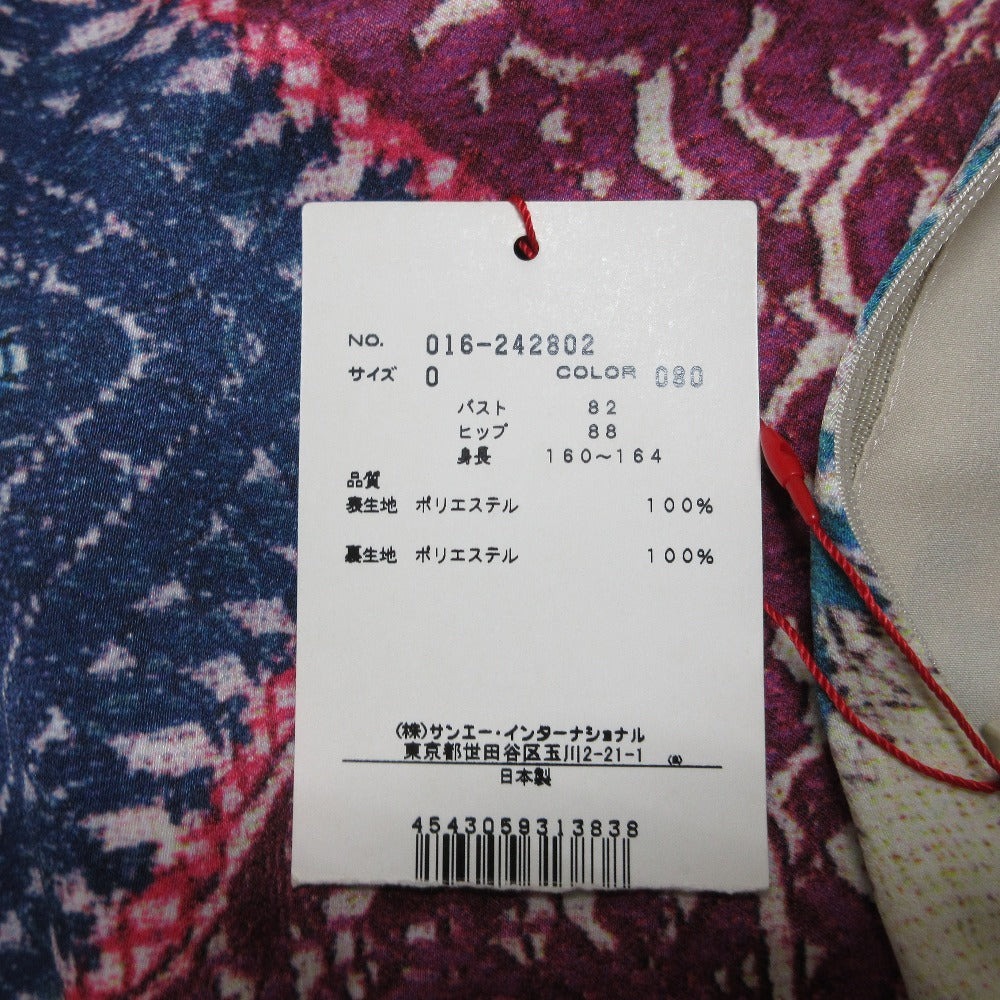 NO. 016-242802
サイズ 0 COLOR 080
バスト 82
ヒップ 88
身長 160～164
品質
表生地 ポリエステル 100%
裏生地 ポリエステル 100%
(株)サンエー・インターナショナル
東京都世田谷区玉川2-21-1
日本製
4543059313838